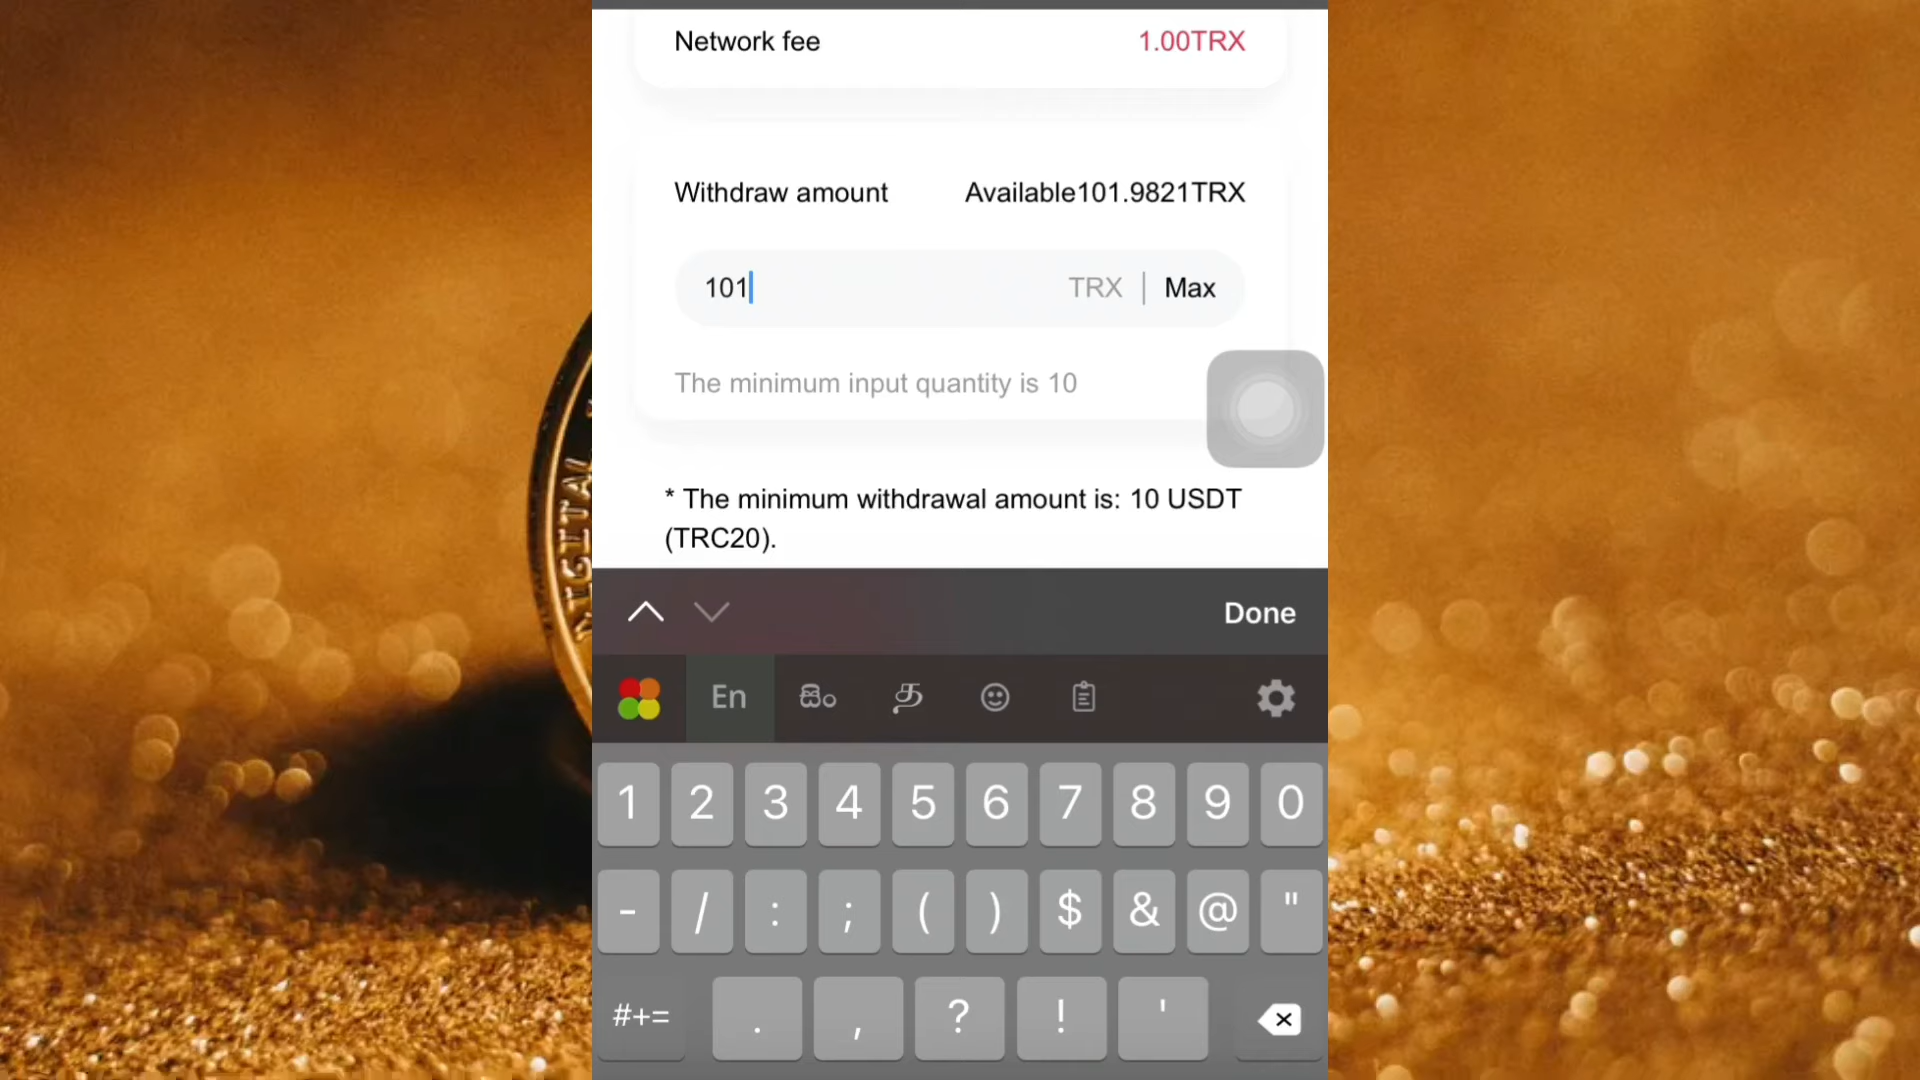 Network fee 1.00TRX
Withdraw amount Available101.9821TRX
101 TRX | Max
The minimum input quantity is 10
* The minimum withdrawal amount is: 10 USDT
(TRC20).
Done
En සිං த
1 2 3 4 5 6 7 8 9 0
- / : ; ( ) $ & @ "
#+= . , ? ! '
DIGITAL